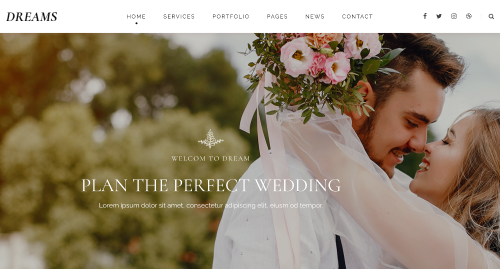 DREAMS
HOME SERVICES PORTFOLIO PAGES NEWS CONTACT
WELCOM TO DREAM
PLAN THE PERFECT WEDDING
Lorem ipsum dolor sit amet, consectetur adipiscing elit, eiusm od tempor.